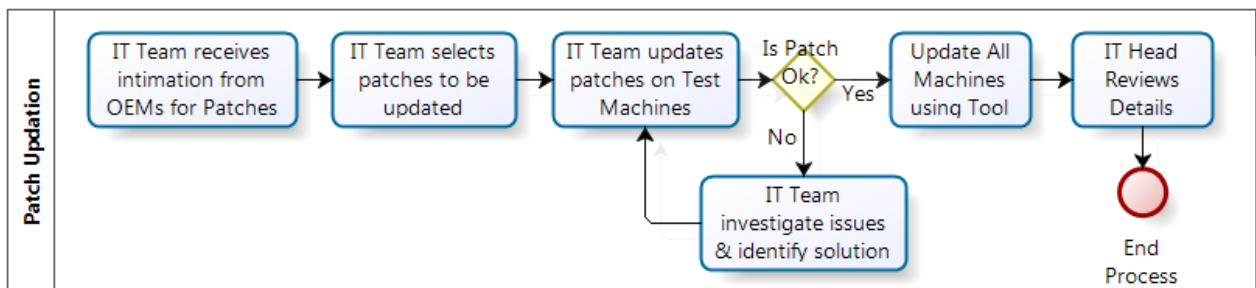 Patch Updation
IT Team receives
intimation from
OEMs for Patches
IT Team selects
patches to be
updated
IT Team updates
patches on Test
Machines
Is Patch
Ok?
Yes
No
Update All
Machines
using Tool
IT Head
Reviews
Details
IT Team
investigate issues
& identify solution
End
Process